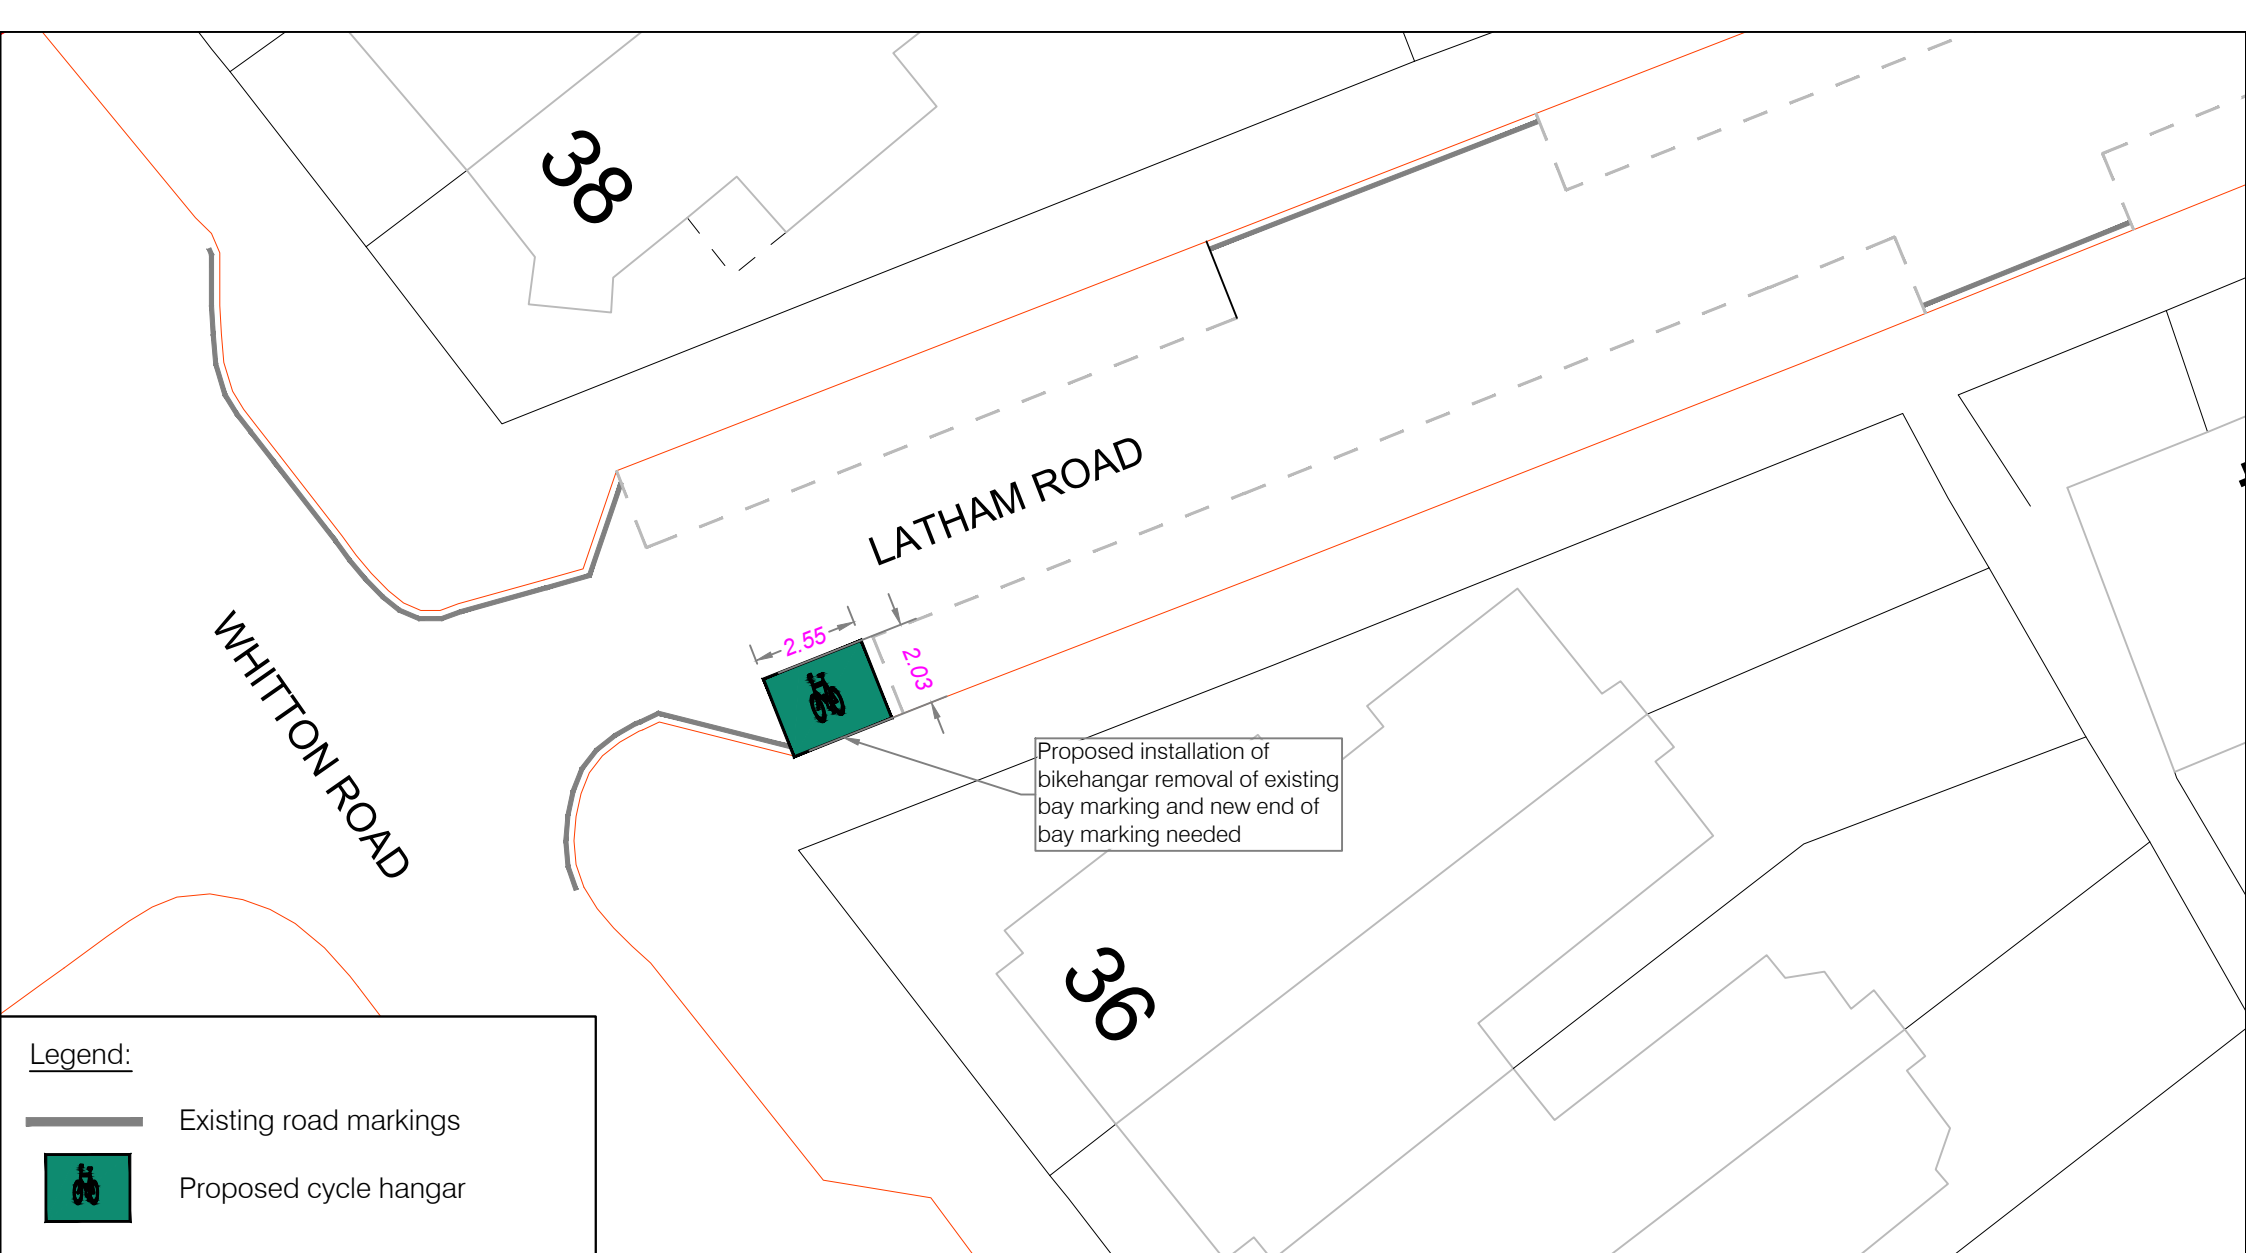 38
LATHAM ROAD
2.55
2.03
WHITTON ROAD
Proposed installation of
bikehangar removal of existing
bay marking and new end of
bay marking needed
36
Legend:
Existing road markings
Proposed cycle hangar